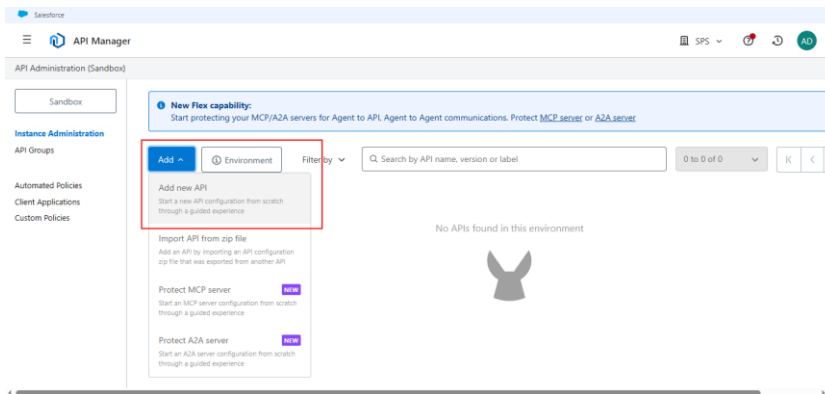 Salesforce
API Manager
SPS
AD
API Administration (Sandbox)
Sandbox
Instance Administration
API Groups
Automated Policies
Client Applications
Custom Policies
New Flex capability:
Start protecting your MCP/A2A servers for Agent to API, Agent to Agent communications. Protect MCP server or A2A server
Add
Environment
Filter by
Search by API name, version or label
0 to 0 of 0
Add new API
Start a new API configuration from scratch
through a guided experience
Import API from zip file
Add an API by importing an API configuration
zip file that was exported from another API
Protect MCP server NEW
Start an MCP server configuration from scratch
through a guided experience
Protect A2A server NEW
Start an A2A server configuration from scratch
through a guided experience
No APIs found in this environment